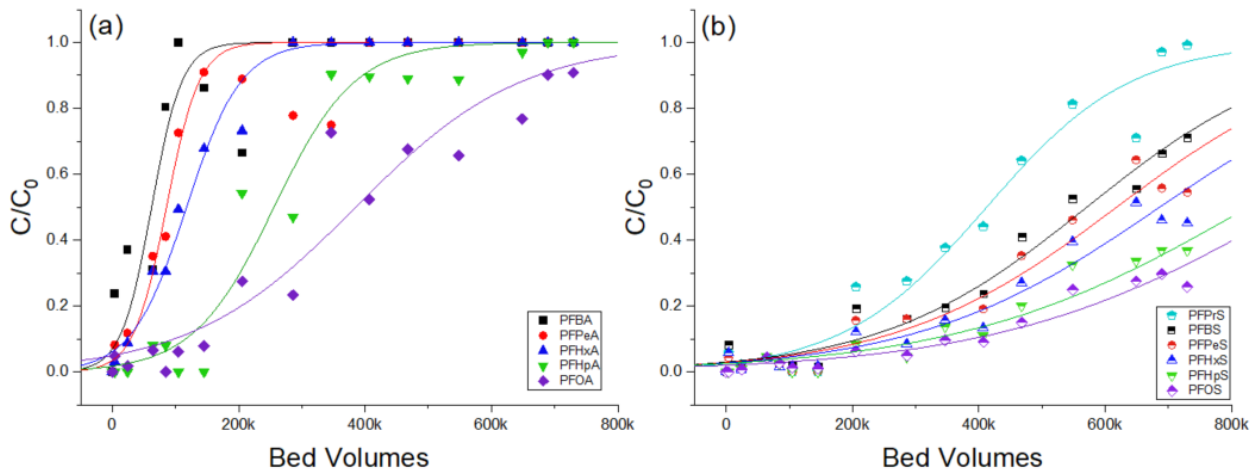 (a)
1.0
0.8
0.6
0.4
0.2
0.0
C/C₀
0
200k
400k
600k
800k
Bed Volumes
PFBA
PFPeA
PFHxA
PFHpA
PFOA
(b)
1.0
0.8
0.6
0.4
0.2
0.0
C/C₀
0
200k
400k
600k
800k
Bed Volumes
PFPrS
PFBS
PFPeS
PFHxS
PFHpS
PFOS